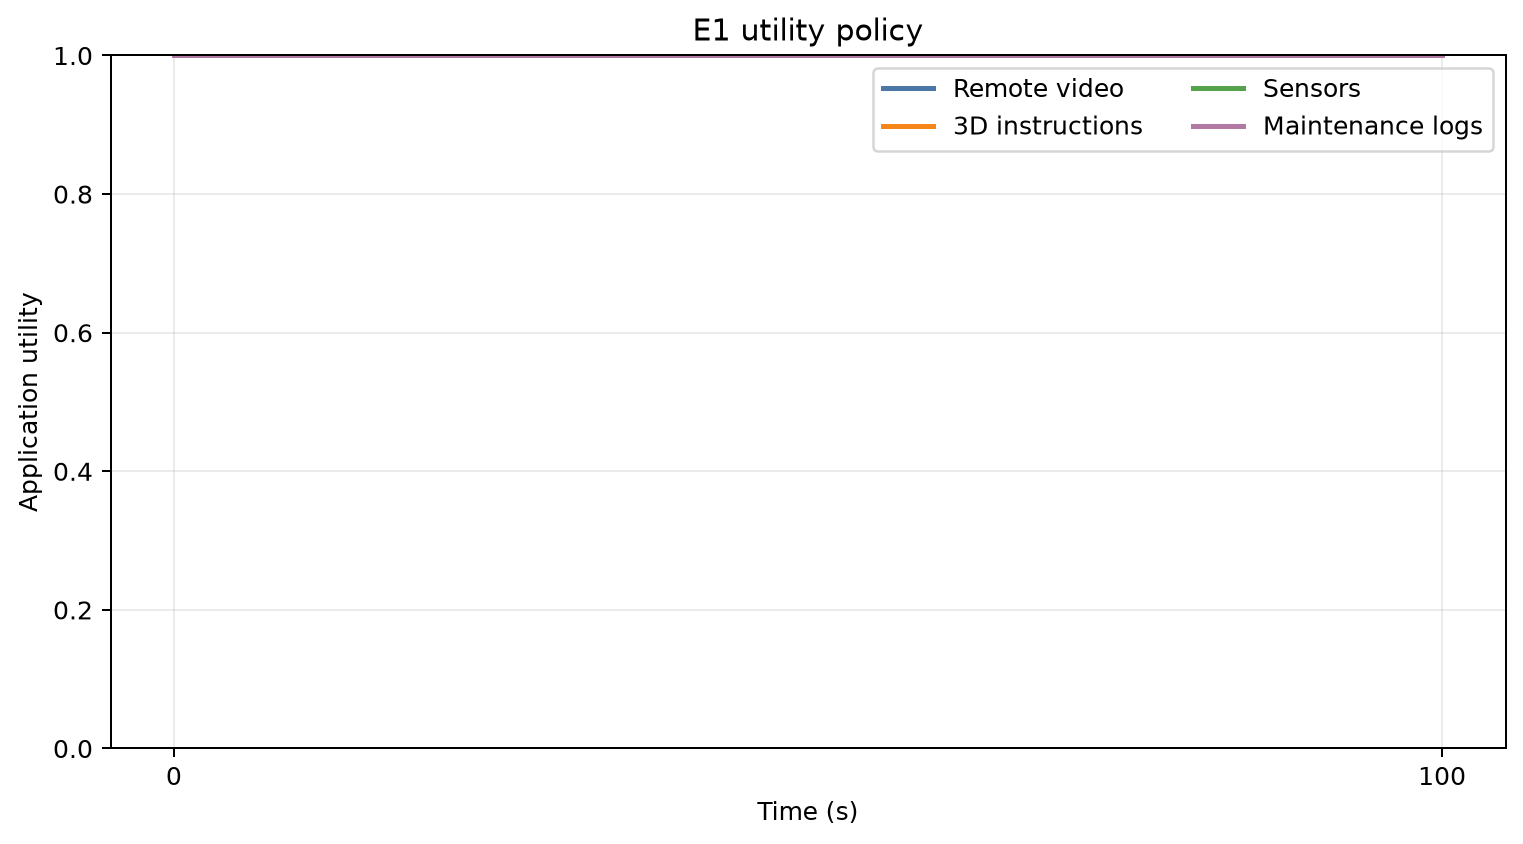 E1 utility policy
1.0
0.8
0.6
0.4
0.2
0.0
Application utility
Remote video
3D instructions
Sensors
Maintenance logs
0
100
Time (s)